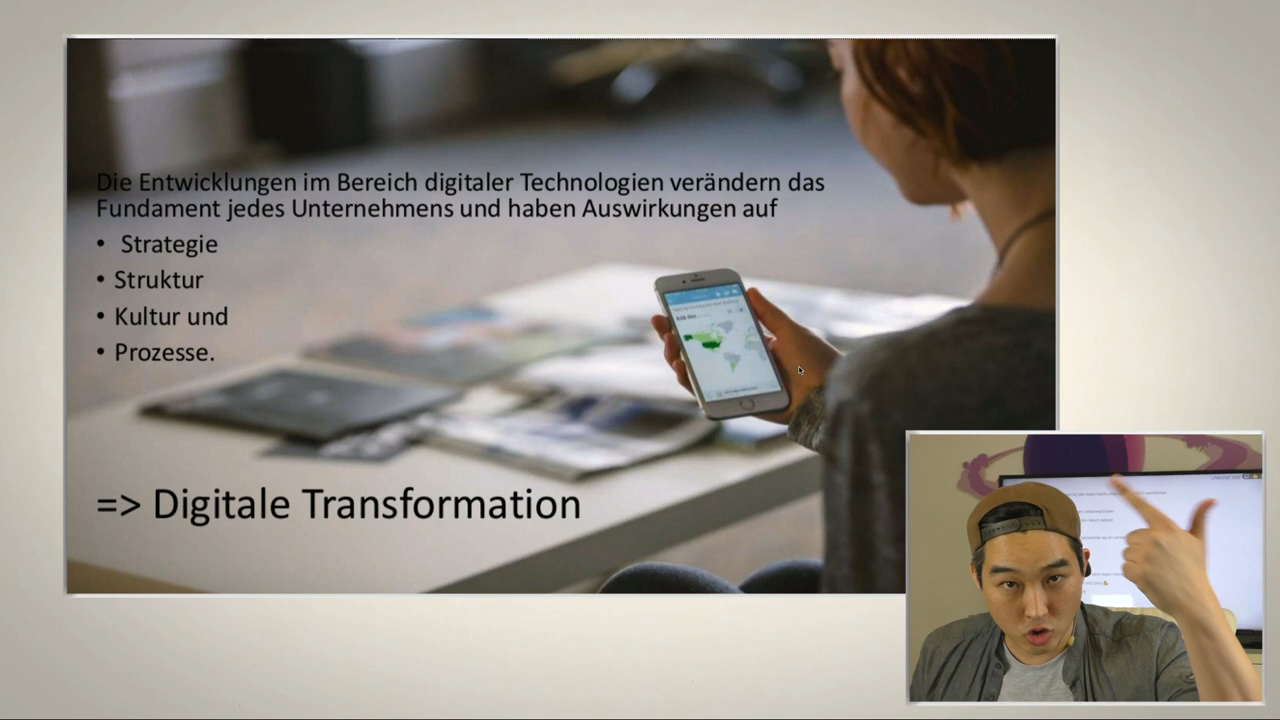 Die Entwicklungen im Bereich digitaler Technologien verändern das
Fundament jedes Unternehmens und haben Auswirkungen auf
• Strategie
• Struktur
• Kultur und
• Prozesse.
=> Digitale Transformation